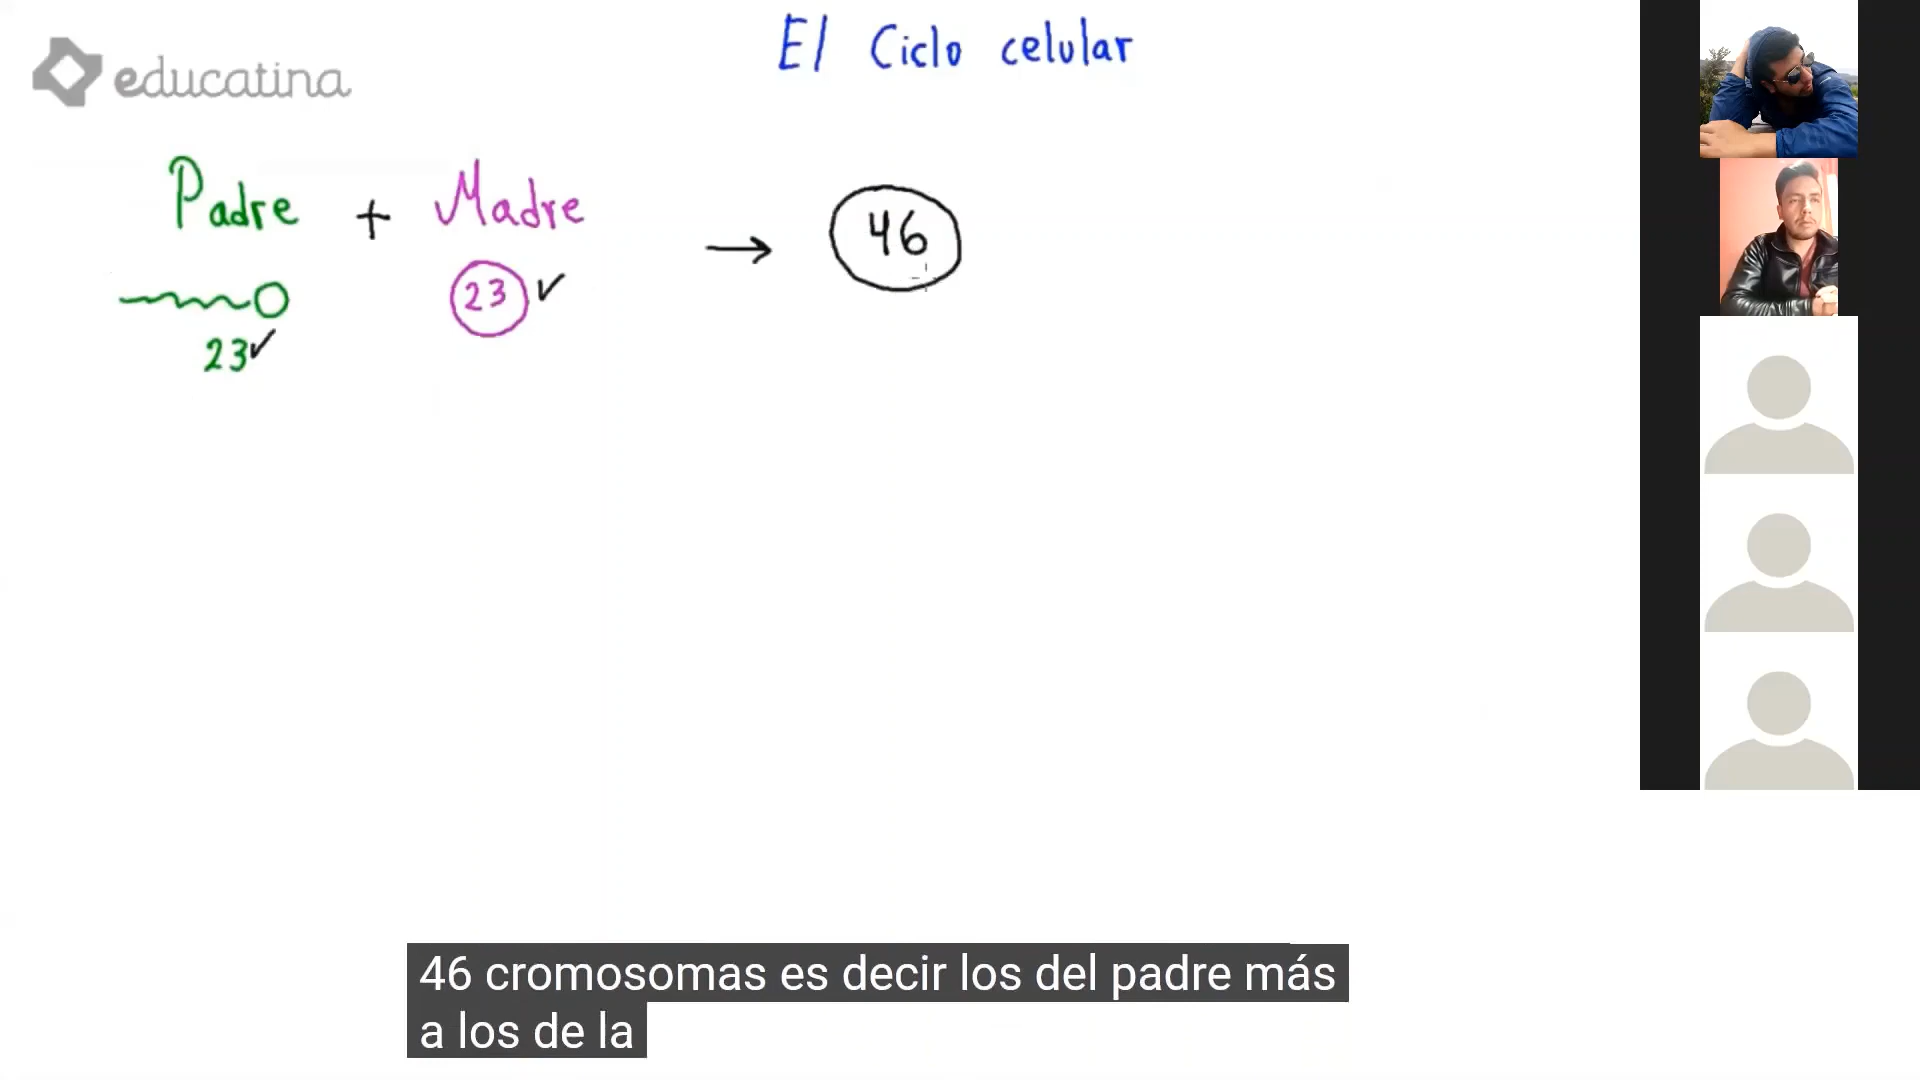 El Ciclo celular
educatina
Padre + Madre → 46
23 ✓
23 ✓
46 cromosomas es decir los del padre más
a los de la